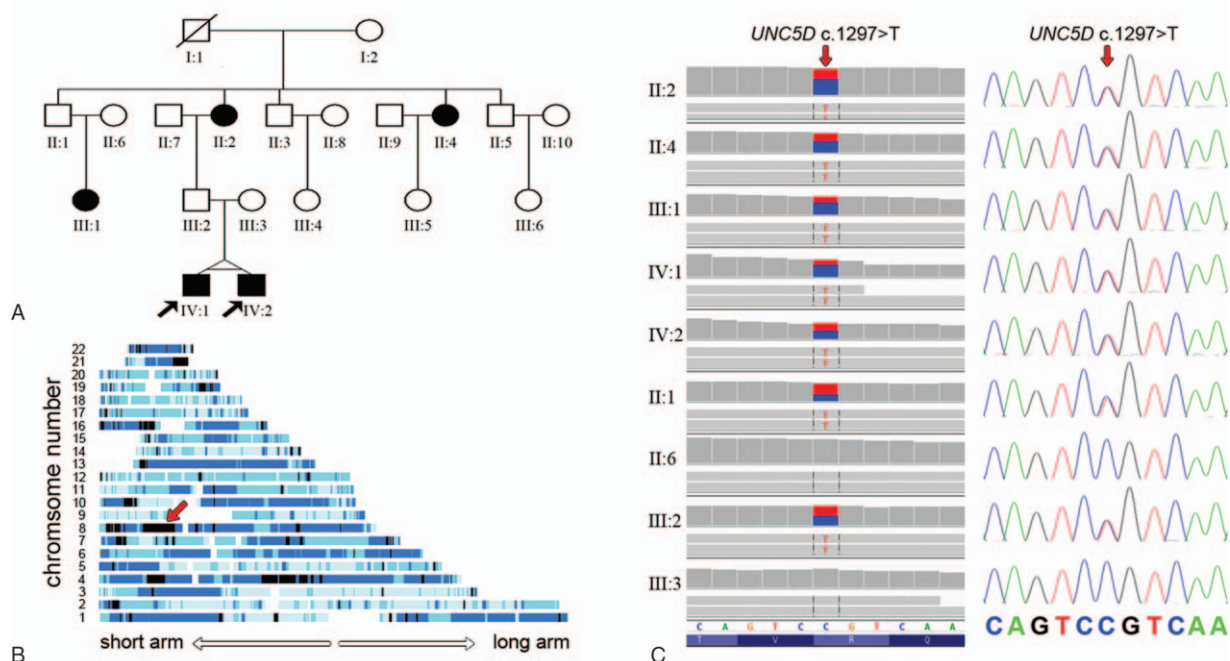 I:1 I:2
II:1 II:6 II:7 II:2 II:3 II:8 II:9 II:4 II:5 II:10
III:1 III:2 III:3 III:4 III:5 III:6
IV:1 IV:2
A
chromsome number
22
21
20
19
18
17
16
15
14
13
12
11
10
9
8
7
6
5
4
3
2
1
short arm long arm
B
UNC5D c.1297>T UNC5D c.1297>T
II:2
T
II:4
T
III:1
T
IV:1
T
IV:2
T
II:1
T
II:6
III:2
T
III:3
C A G T C C G T C A A
T V R Q
CAGTCCGTCAA
C